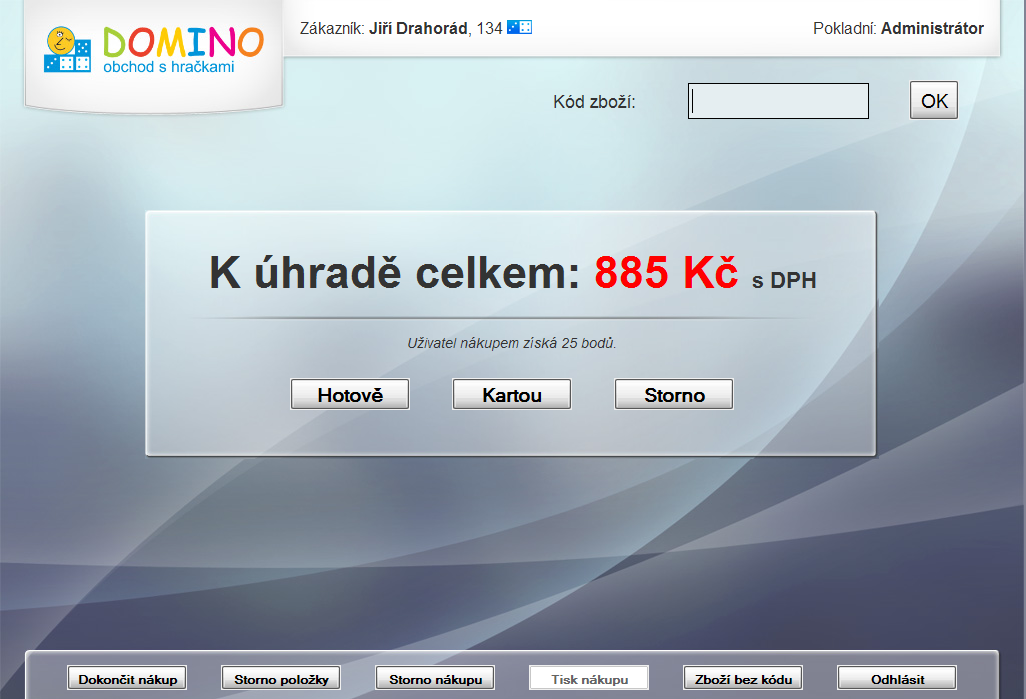 DOMINO
obchod s hračkami
Zákazník: Jiří Drahorád, 134
Pokladní: Administrátor
Kód zboží:
OK
K úhradě celkem: 885 Kč s DPH
Uživatel nákupem získá 25 bodů.
Hotově Kartou Storno
Dokončit nákup Storno položky Storno nákupu Tisk nákupu Zboží bez kódu Odhlásit